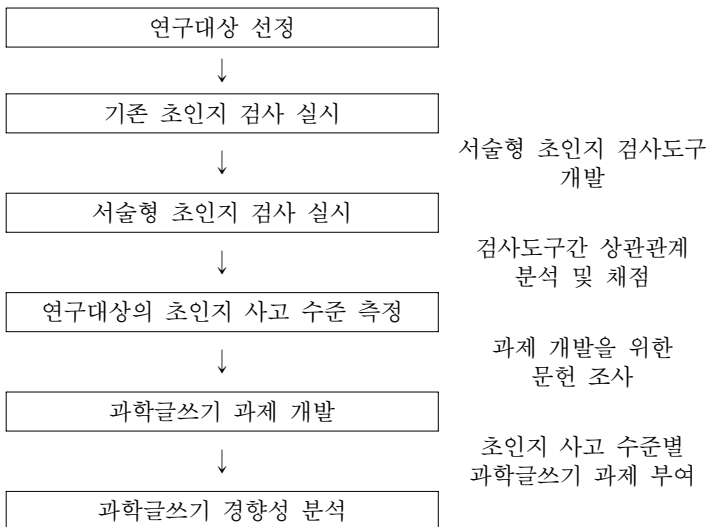 연구대상 선정
↓
기존 초인지 검사 실시
↓
서술형 초인지 검사도구
개발
서술형 초인지 검사 실시
↓
검사도구간 상관관계
분석 및 채점
연구대상의 초인지 사고 수준 측정
↓
과제 개발을 위한
문헌 조사
과학글쓰기 과제 개발
↓
초인지 사고 수준별
과학글쓰기 과제 부여
과학글쓰기 경향성 분석